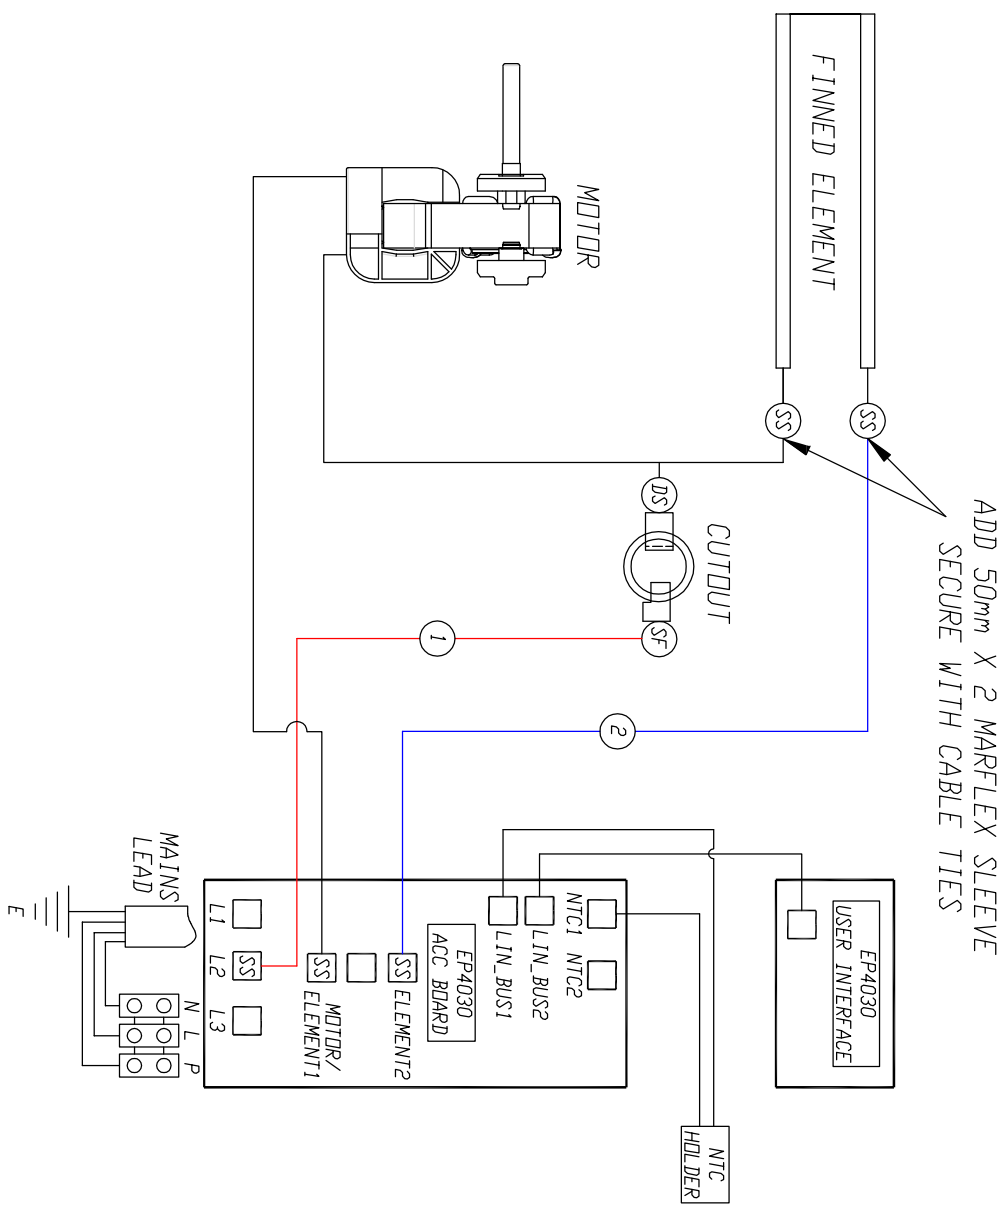 ADD 50mm X 2 MARFLEX SLEEVE
SECURE WITH CABLE TIES
FINNED ELEMENT
SS
SS
MOTOR
CUTOUT
DS
SF
1
2
EP4030
USER INTERFACE
NTC1
NTC2
LIN_BUS2
LIN_BUS1
EP4030
ACC BOARD
SS
ELEMENT2
SS
MOTOR/
ELEMENT1
L1
L2
SS
L3
NTC
HOLDER
MAINS
LEAD
N
L
P
E